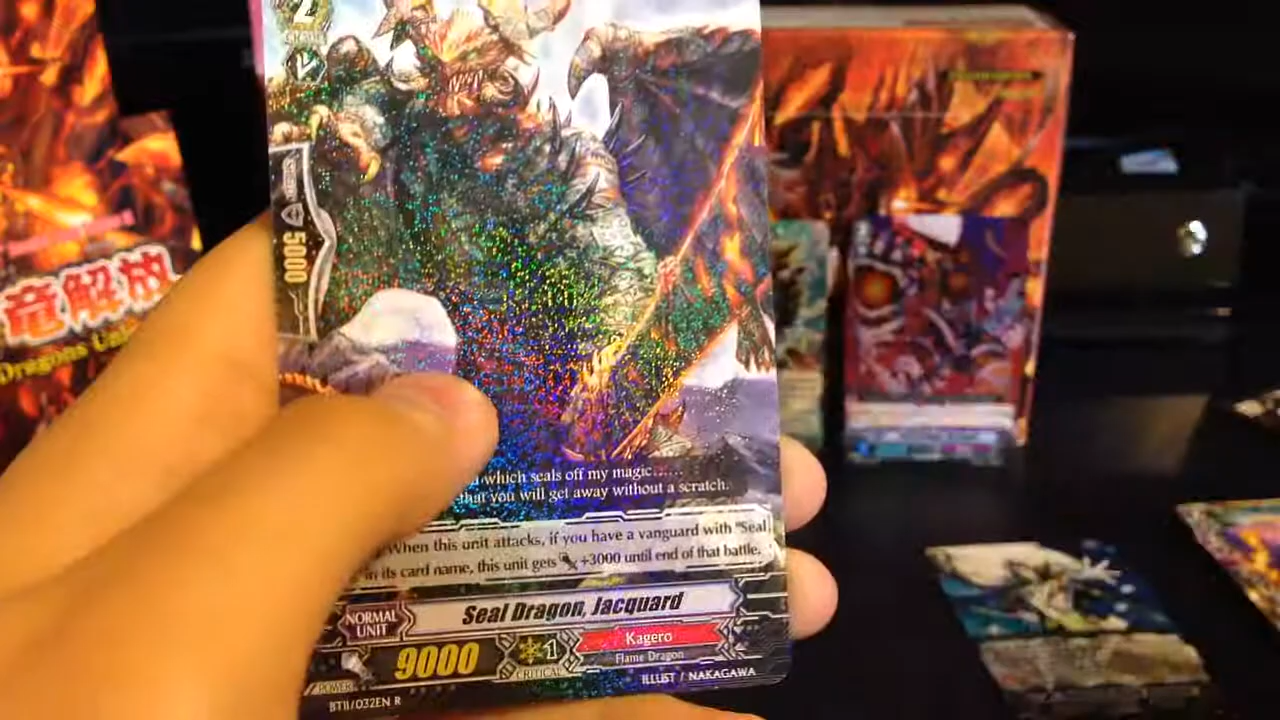 2
5000
竜解放
Dragons
which seals off my magic......
that you will get away without a scratch.
When this unit attacks, if you have a vanguard with "Seal
in its card name, this unit gets +3000 until end of that battle.
NORMAL
UNIT
Seal Dragon, Jacquard
Kagero
Flame Dragon
POWER
9000
1
CRITICAL
ILLUST / NAKAGAWA
BT11/032EN R